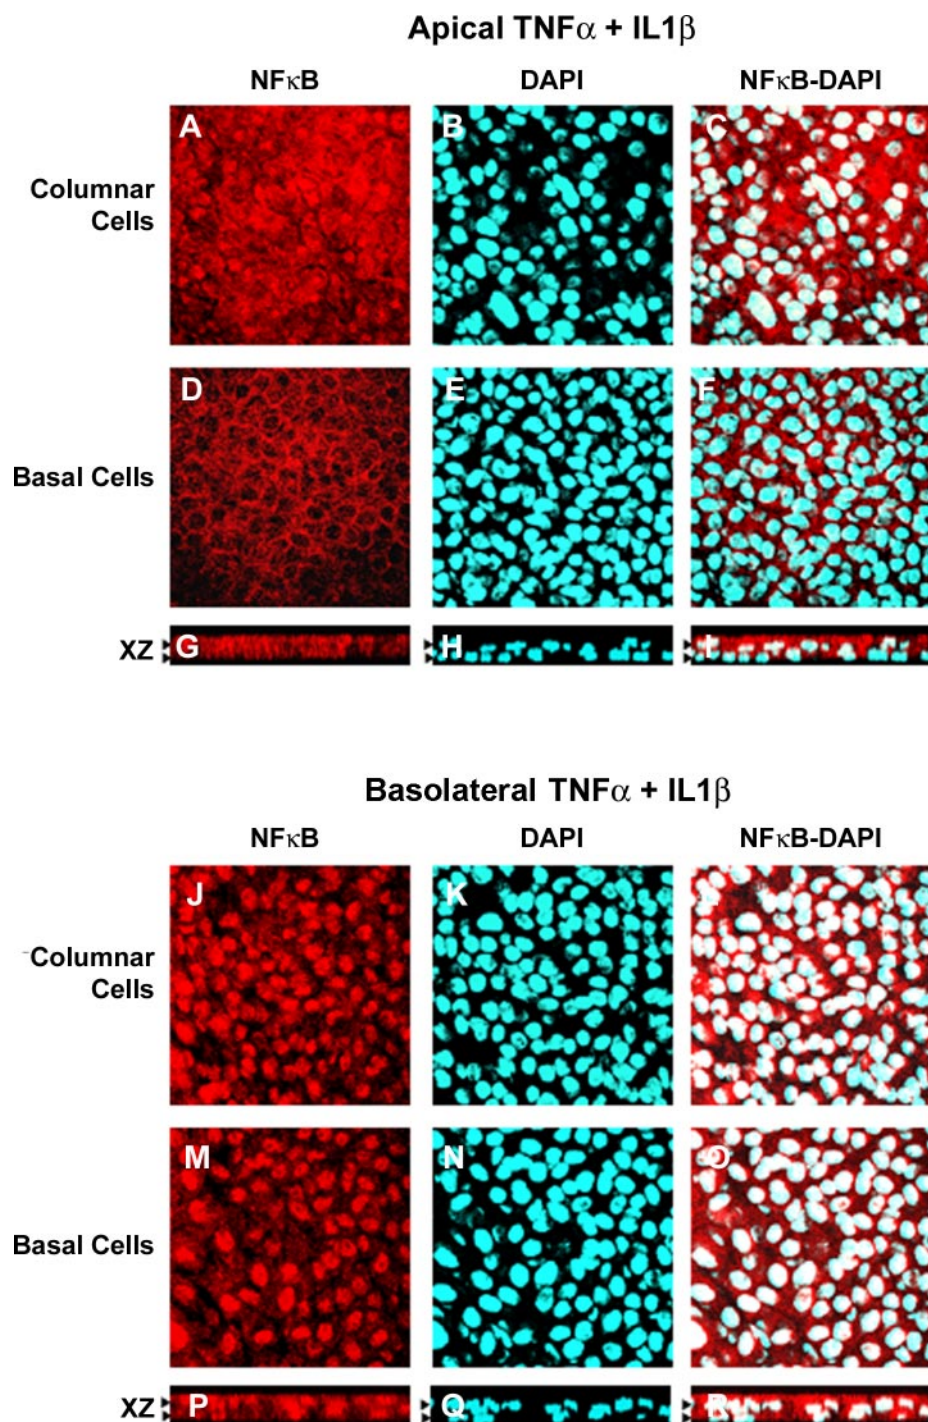 Apical TNFα + IL1β
NFκB DAPI NFκB-DAPI
A B C
Columnar
Cells
D E F
Basal Cells
XZ G H I
Basolateral TNFα + IL1β
NFκB DAPI NFκB-DAPI
J K
Columnar
Cells
M N O
Basal Cells
XZ P Q R